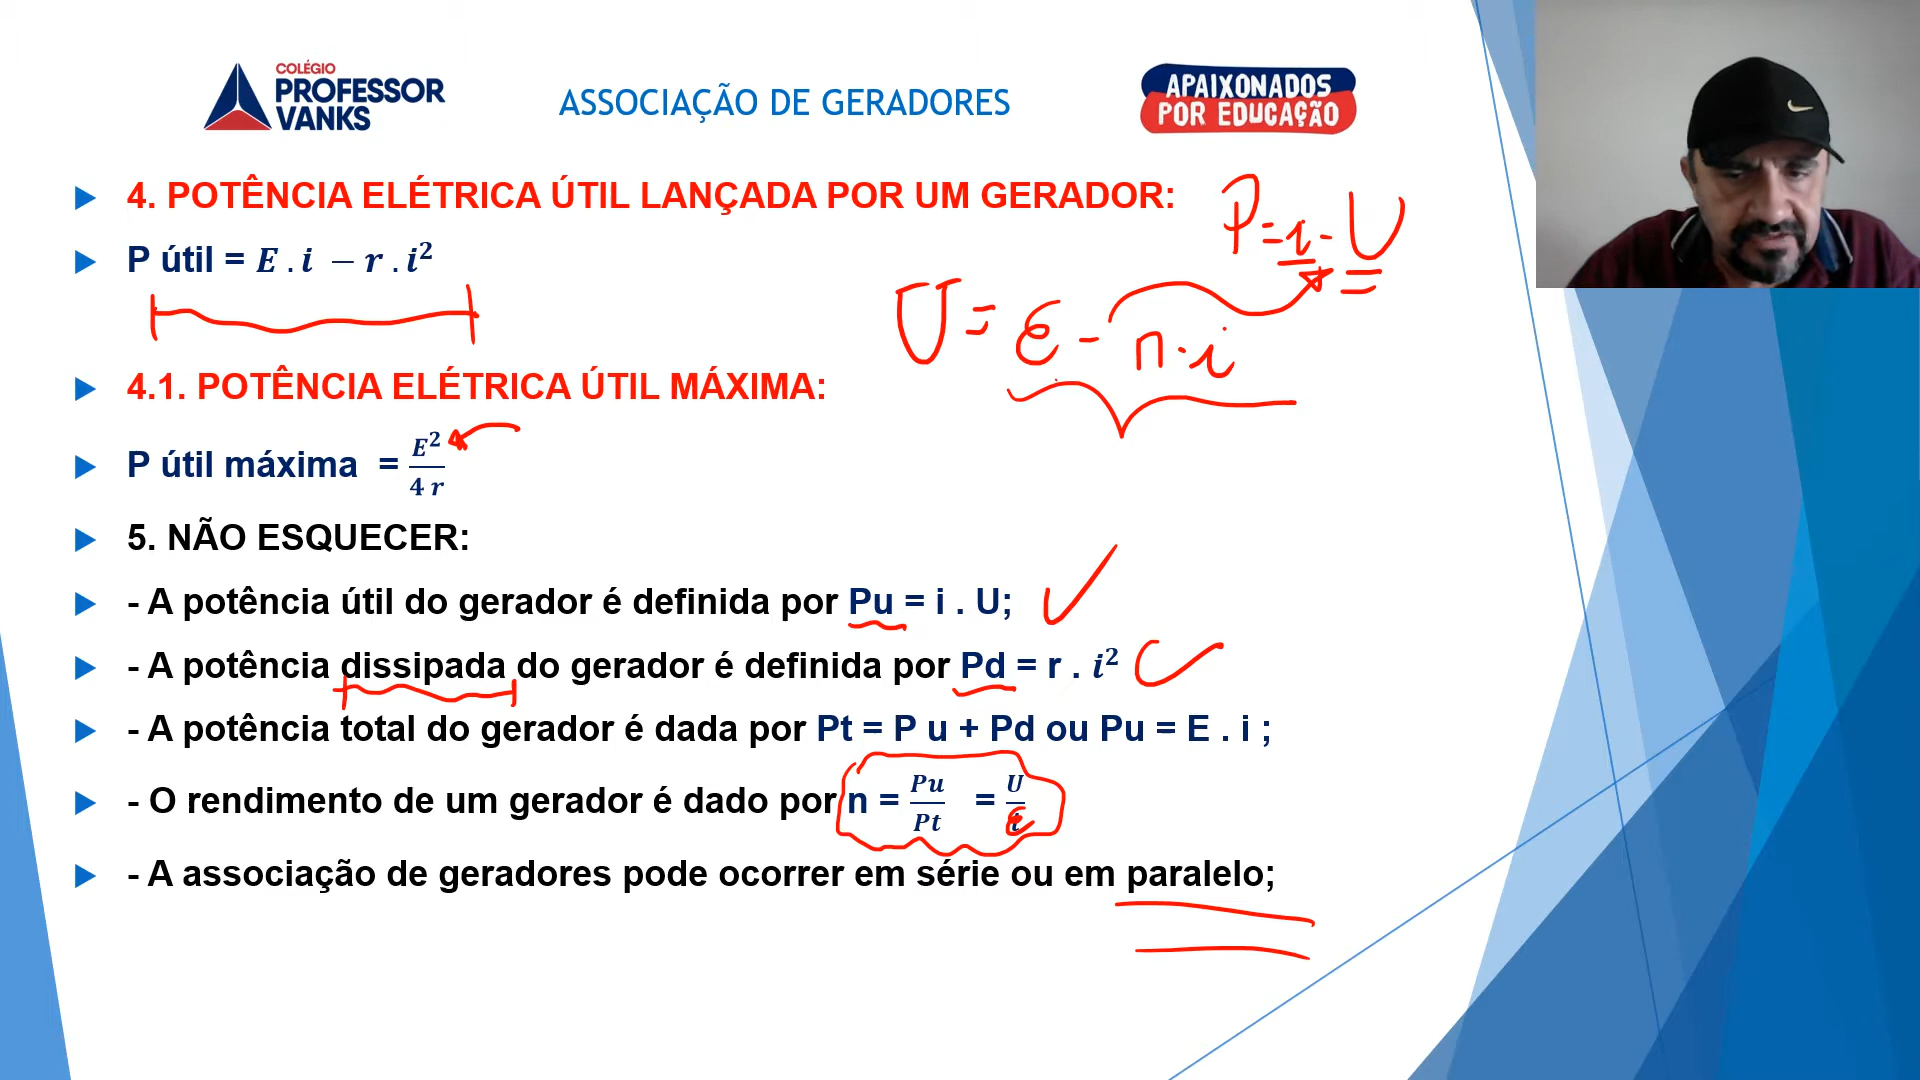 COLÉGIO
PROFESSOR
VANKS
ASSOCIAÇÃO DE GERADORES
APAIXONADOS
POR EDUCAÇÃO
4. POTÊNCIA ELÉTRICA ÚTIL LANÇADA POR UM GERADOR:
P = i . U
P útil = E . i − r . i²
U = ε - r . i
4.1. POTÊNCIA ELÉTRICA ÚTIL MÁXIMA:
P útil máxima = E²/4 r
5. NÃO ESQUECER:
- A potência útil do gerador é definida por Pu = i . U;
- A potência dissipada do gerador é definida por Pd = r . i²
- A potência total do gerador é dada por Pt = P u + Pd ou Pu = E . i ;
- O rendimento de um gerador é dado por n = Pu/Pt = U/ε
- A associação de geradores pode ocorrer em série ou em paralelo;